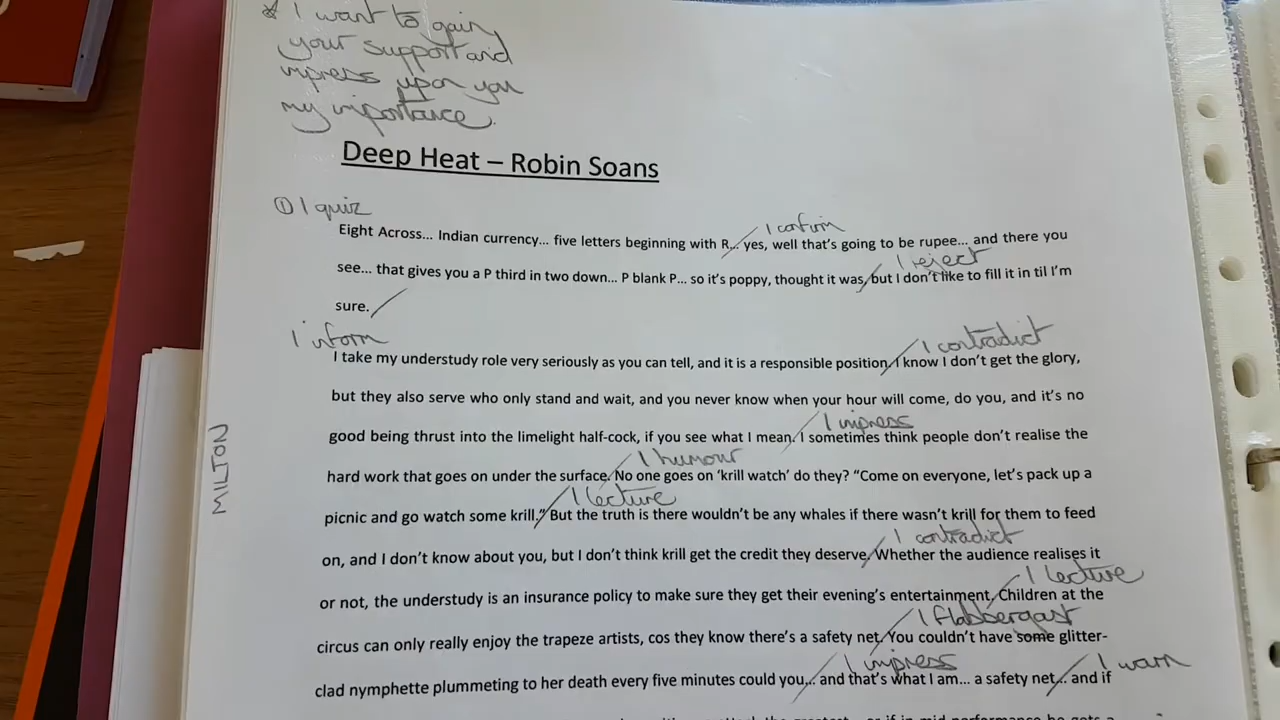 * I want to gain
your support and
impress upon you
my importance.
Deep Heat – Robin Soans
① I quiz
I confirm
Eight Across... Indian currency... five letters beginning with R... yes, well that's going to be rupee... and there you
I reject
see... that gives you a P third in two down... P blank P... so it's poppy, thought it was, but I don't like to fill it in til I'm
sure.
I inform
I contradict
I take my understudy role very seriously as you can tell, and it is a responsible position. I know I don't get the glory,
but they also serve who only stand and wait, and you never know when your hour will come, do you, and it's no
I impress
good being thrust into the limelight half-cock, if you see what I mean. I sometimes think people don't realise the
I humour
hard work that goes on under the surface. No one goes on 'krill watch' do they? "Come on everyone, let's pack up a
I lecture
picnic and go watch some krill." But the truth is there wouldn't be any whales if there wasn't krill for them to feed
MILTON
I contradict
on, and I don't know about you, but I don't think krill get the credit they deserve. Whether the audience realises it
I lecture
or not, the understudy is an insurance policy to make sure they get their evening's entertainment. Children at the
I flabbergast
circus can only really enjoy the trapeze artists, cos they know there's a safety net. You couldn't have some glitter-
I impress
I warn
clad nymphette plummeting to her death every five minutes could you... and that's what I am... a safety net... and if